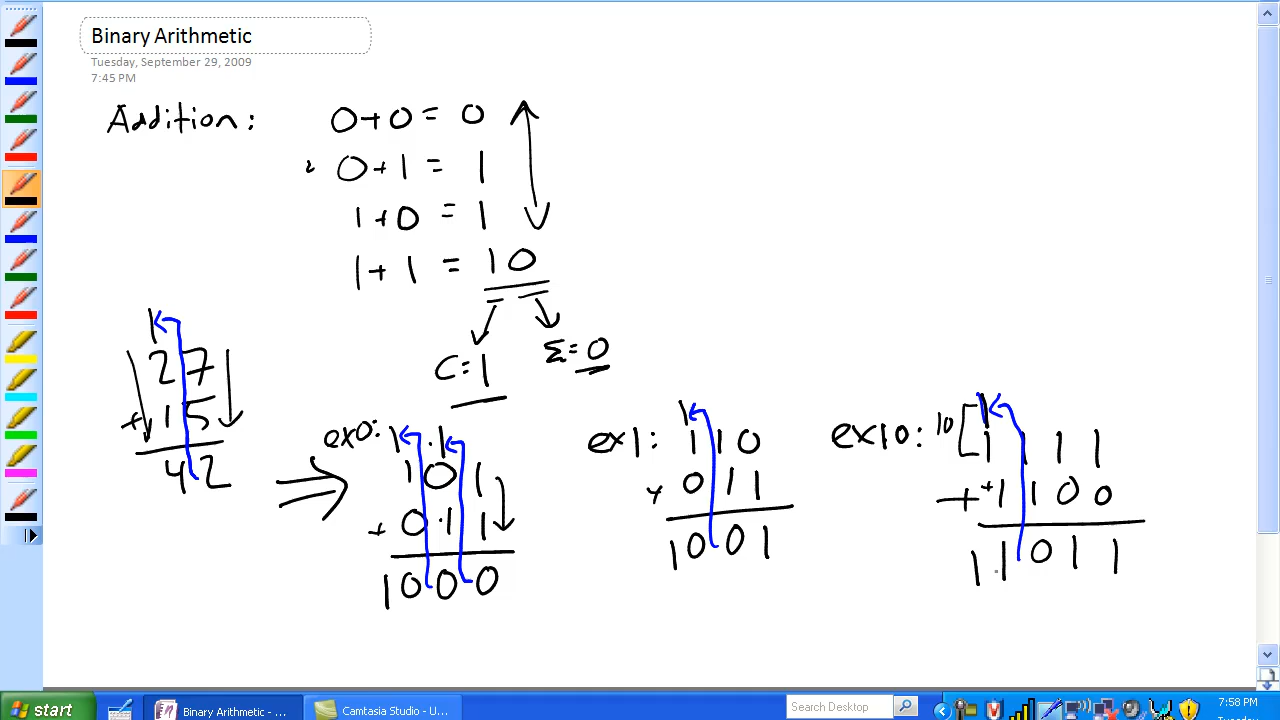 Binary Arithmetic
Tuesday, September 29, 2009
7:45 PM
Addition: 0+0=0
0+1=1
1+0=1
1+1=10
C=1 Σ=0
1
27
+15
42
ex0: 1 1
101
+ 011
1000
ex1: 1
110
+ 011
1001
ex10: 10 1
1111
+ +1100
11011
start
Binary Arithmetic - ...
Camtasia Studio - U...
Search Desktop
7:58 PM
Tuesday